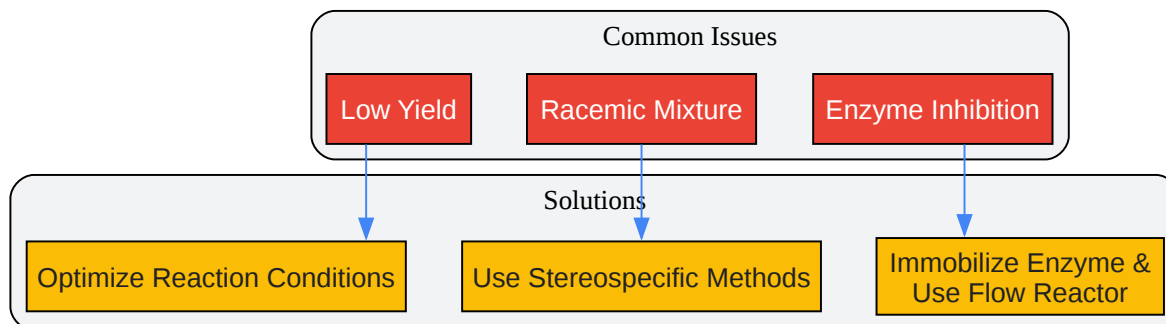 Common Issues
Low Yield
Racemic Mixture
Enzyme Inhibition
Solutions
Optimize Reaction Conditions
Use Stereospecific Methods
Immobilize Enzyme &
Use Flow Reactor